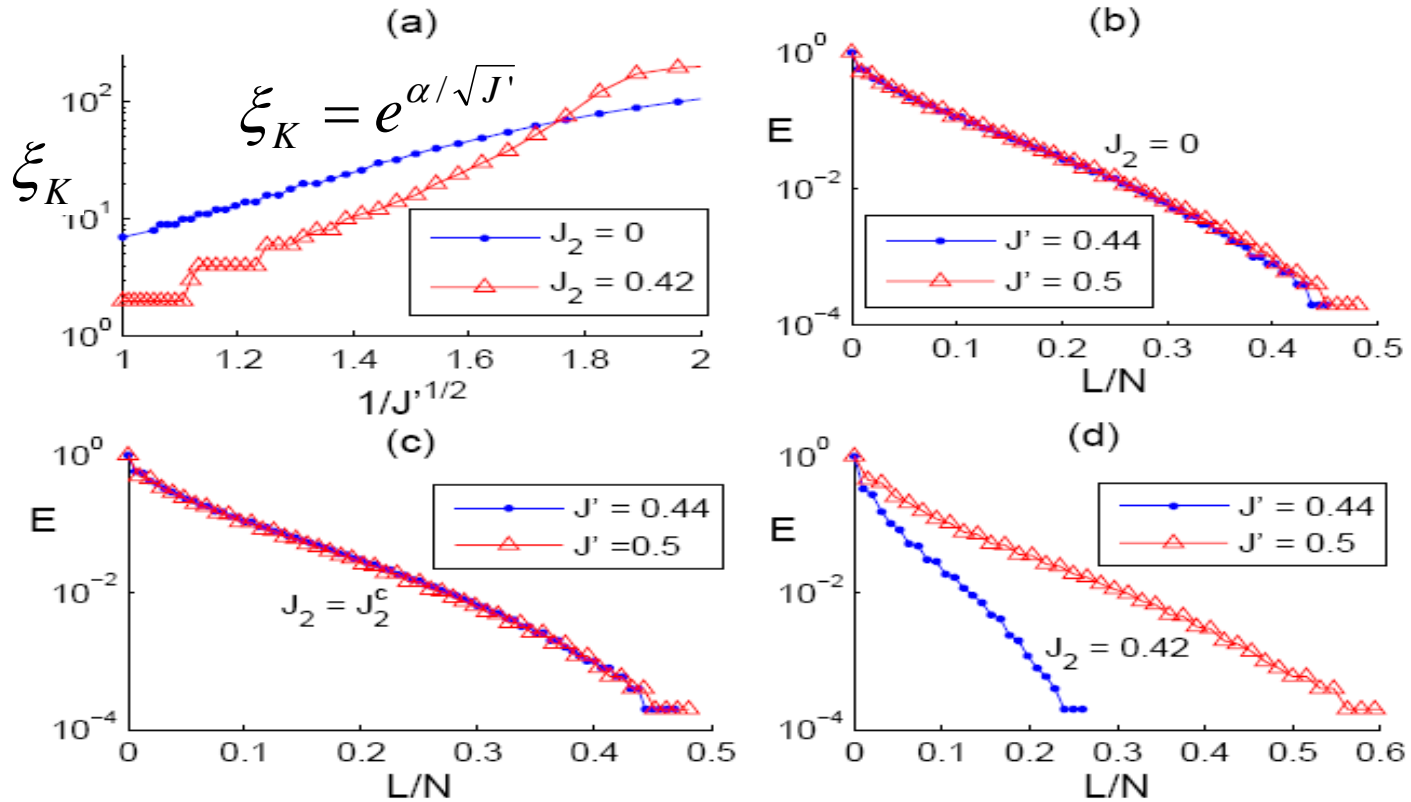 (a)
ξ_K = e^{α/√J'}
ξ_K
10^2
10^1
10^0
J_2 = 0
J_2 = 0.42
1 1.2 1.4 1.6 1.8 2
1/J'^{1/2}
(b)
E
10^0
10^{-2}
10^{-4}
J_2 = 0
J' = 0.44
J' = 0.5
0 0.1 0.2 0.3 0.4 0.5
L/N
(c)
E
10^0
10^{-2}
10^{-4}
J' = 0.44
J' =0.5
J_2 = J_2^c
0 0.1 0.2 0.3 0.4 0.5
L/N
(d)
E
10^0
10^{-2}
10^{-4}
J' = 0.44
J' = 0.5
J_2 = 0.42
0 0.1 0.2 0.3 0.4 0.5 0.6
L/N